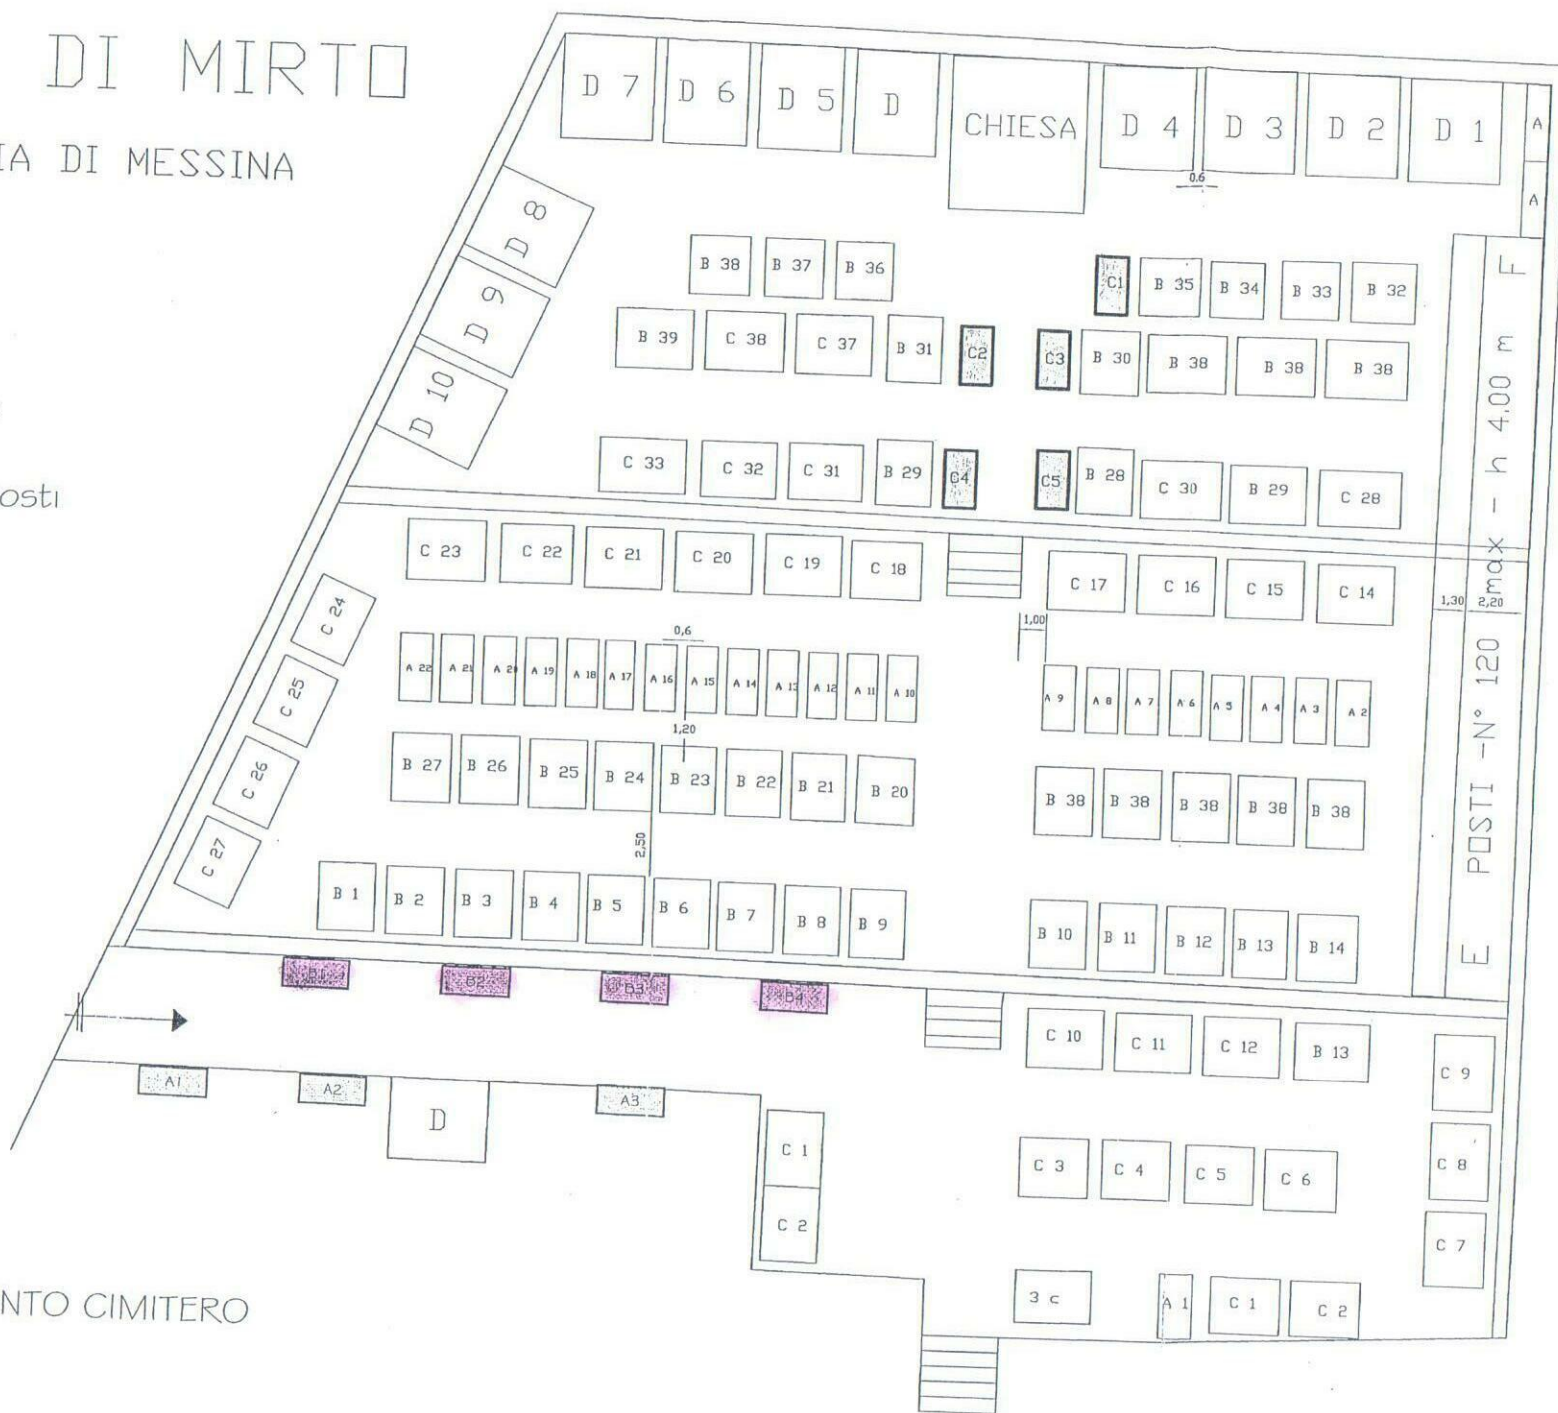 DI MIRTO
IA DI MESSINA
osti
NTO CIMITERO
D 7
D 6
D 5
D
CHIESA
D 4
D 3
D 2
D 1
A
A
0.6
D 8
D 9
D 10
B 38
B 37
B 36
C1
B 35
B 34
B 33
B 32
B 39
C 38
C 37
B 31
C2
C3
B 30
B 38
B 38
B 38
C 33
C 32
C 31
B 29
C4
C5
B 28
C 30
B 29
C 28
C 23
C 22
C 21
C 20
C 19
C 18
C 17
C 16
C 15
C 14
1,30
2,20
E POSTI -N° 120 max - h 4.00 m F
1,00
C 24
C 25
C 26
C 27
0,6
A 22
A 21
A 20
A 19
A 18
A 17
A 16
A 15
A 14
A 13
A 12
A 11
A 10
A 9
A 8
A 7
A 6
A 5
A 4
A 3
A 2
1,20
B 27
B 26
B 25
B 24
B 23
B 22
B 21
B 20
B 38
B 38
B 38
B 38
B 38
2,50
B 1
B 2
B 3
B 4
B 5
B 6
B 7
B 8
B 9
B 10
B 11
B 12
B 13
B 14
B1
B2
B3
B4
C 10
C 11
C 12
B 13
C 9
A1
A2
D
A3
C 1
C 2
C 3
C 4
C 5
C 6
C 8
C 7
3 c
A 1
C 1
C 2